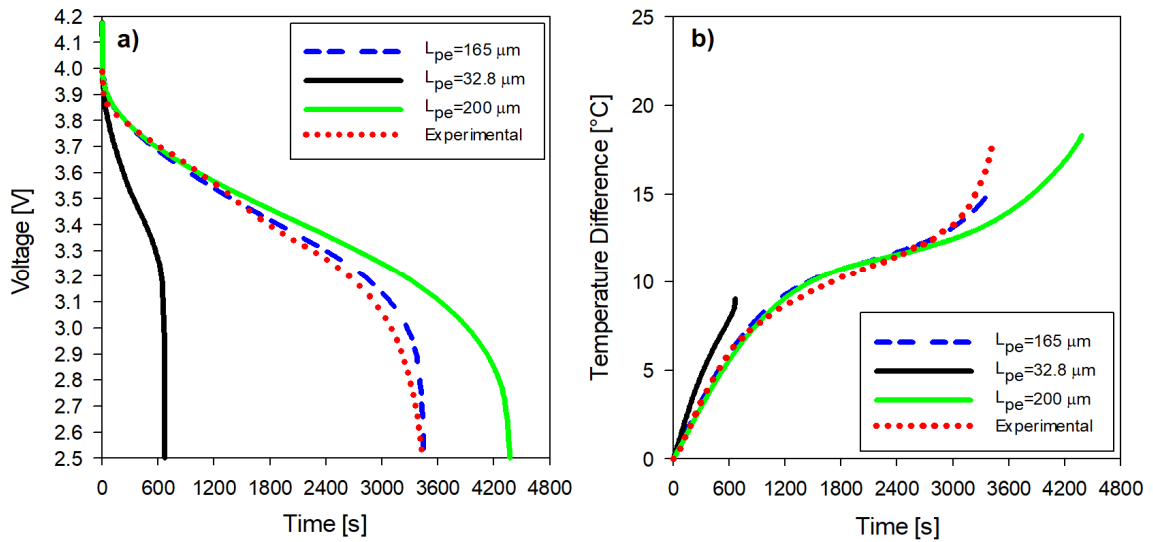 a)
4.2
4.1
4.0
3.9
3.8
3.7
3.6
3.5
3.4
3.3
3.2
3.1
3.0
2.9
2.8
2.7
2.6
2.5
Voltage [V]
0 600 1200 1800 2400 3000 3600 4200 4800
Time [s]
Lpe=165 μm
Lpe=32.8 μm
Lpe=200 μm
Experimental
b)
25
20
15
10
5
0
Temperature Difference [°C]
0 600 1200 1800 2400 3000 3600 4200 4800
Time [s]
Lpe=165 μm
Lpe=32.8 μm
Lpe=200 μm
Experimental